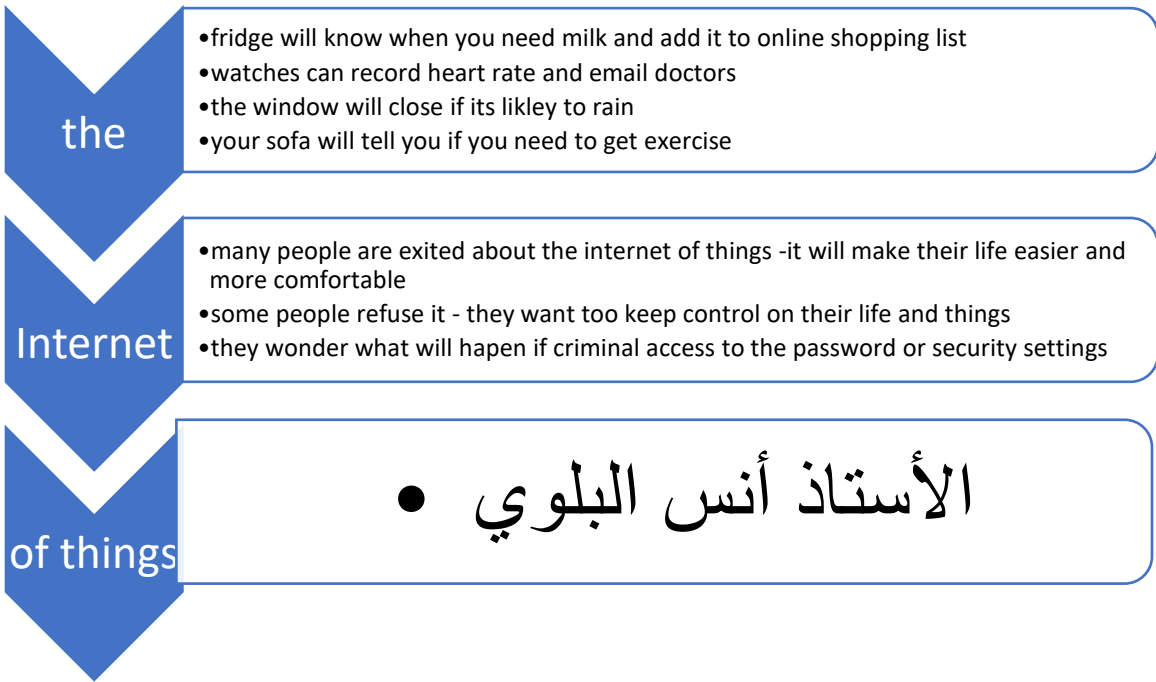 the
•fridge will know when you need milk and add it to online shopping list
•watches can record heart rate and email doctors
•the window will close if its likley to rain
•your sofa will tell you if you need to get exercise
Internet
•many people are exited about the internet of things -it will make their life easier and
more comfortable
•some people refuse it - they want too keep control on their life and things
•they wonder what will hapen if criminal access to the password or security settings
of things
الأستاذ أنس البلوي •